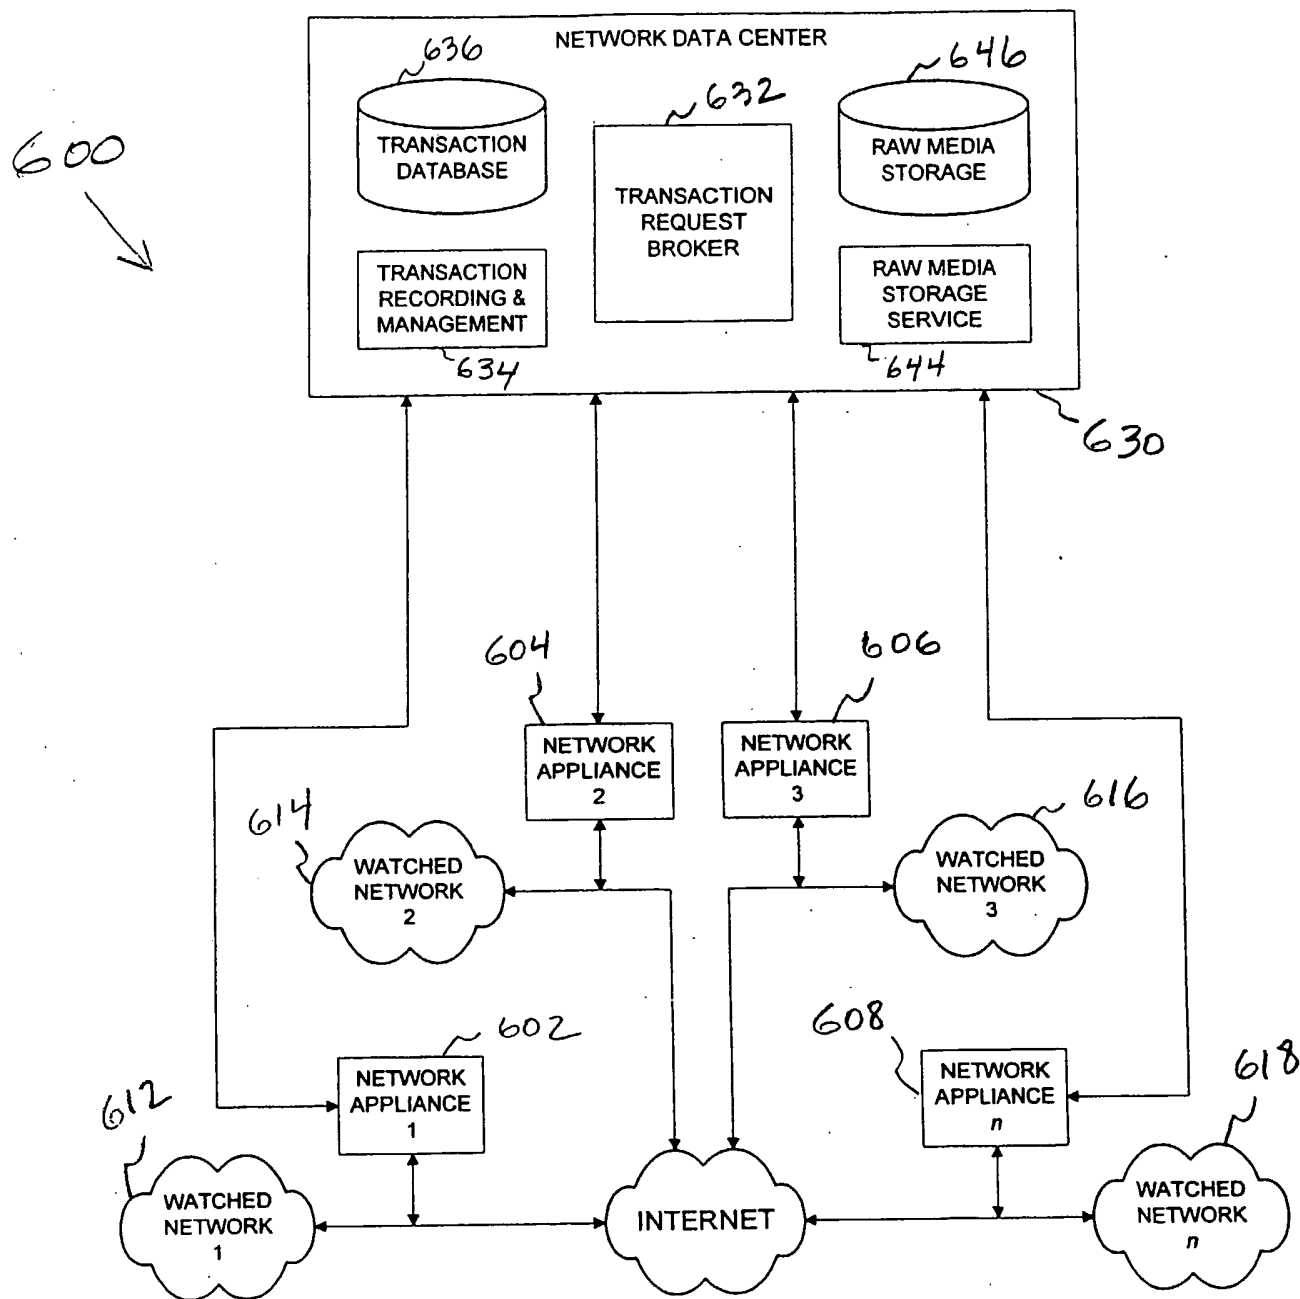 NETWORK DATA CENTER
636
646
632
600
TRANSACTION
DATABASE
TRANSACTION
REQUEST
BROKER
RAW MEDIA
STORAGE
TRANSACTION
RECORDING &
MANAGEMENT
RAW MEDIA
STORAGE
SERVICE
634
644
630
604
606
NETWORK
APPLIANCE
2
NETWORK
APPLIANCE
3
614
616
WATCHED
NETWORK
2
WATCHED
NETWORK
3
602
608
NETWORK
APPLIANCE
1
NETWORK
APPLIANCE
n
612
618
WATCHED
NETWORK
1
INTERNET
WATCHED
NETWORK
n